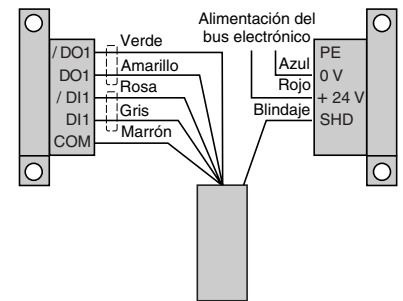 Alimentación del
bus electrónico
/ DO1
DO1
/ DI1
DI1
COM
Verde
Amarillo
Rosa
Gris
Marrón
Azul
Rojo
Blindaje
PE
0 V
+ 24 V
SHD